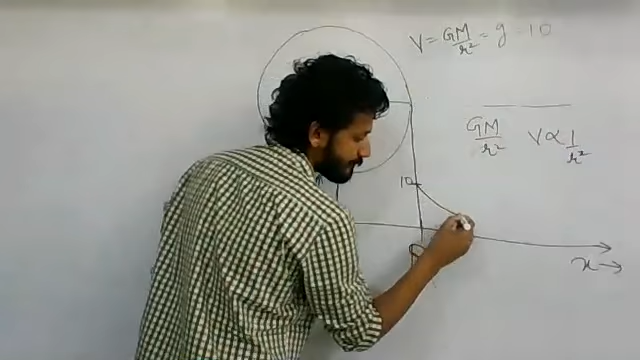 V = GM/r² = g = 10
GM/r² V ∝ 1/r²
10
R
x →